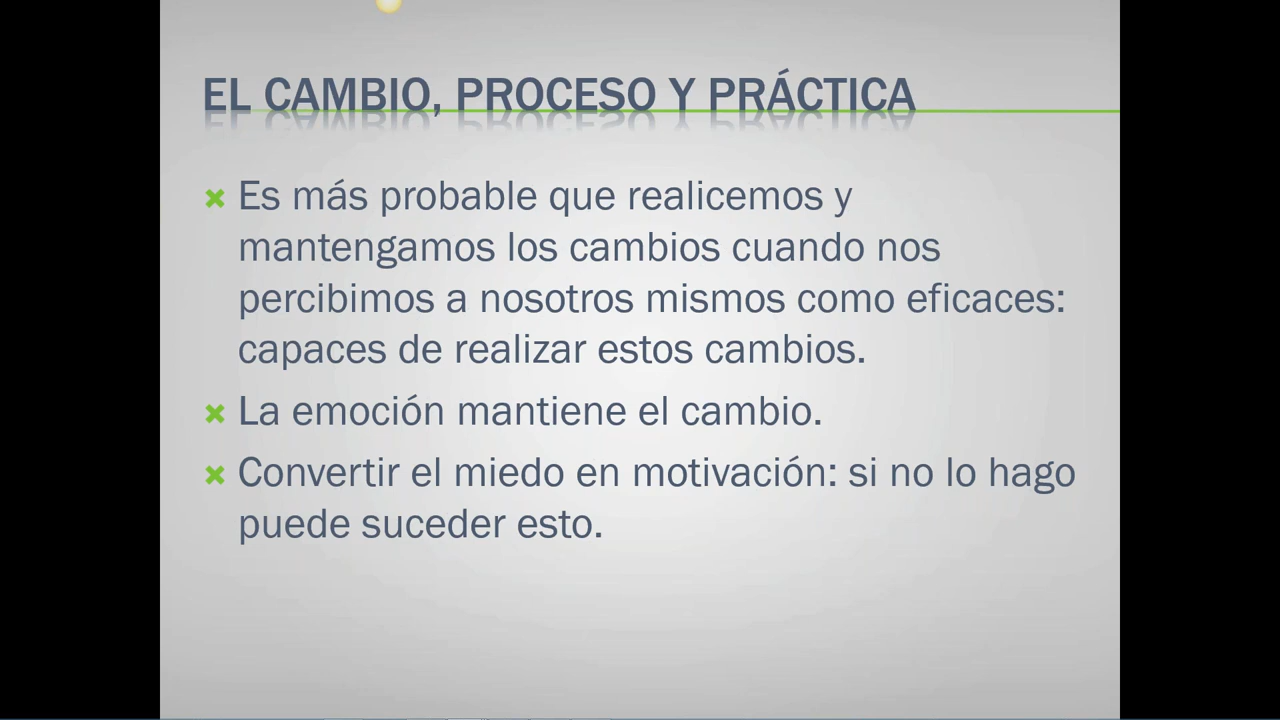 EL CAMBIO, PROCESO Y PRÁCTICA
Es más probable que realicemos y
mantengamos los cambios cuando nos
percibimos a nosotros mismos como eficaces:
capaces de realizar estos cambios.
La emoción mantiene el cambio.
Convertir el miedo en motivación: si no lo hago
puede suceder esto.